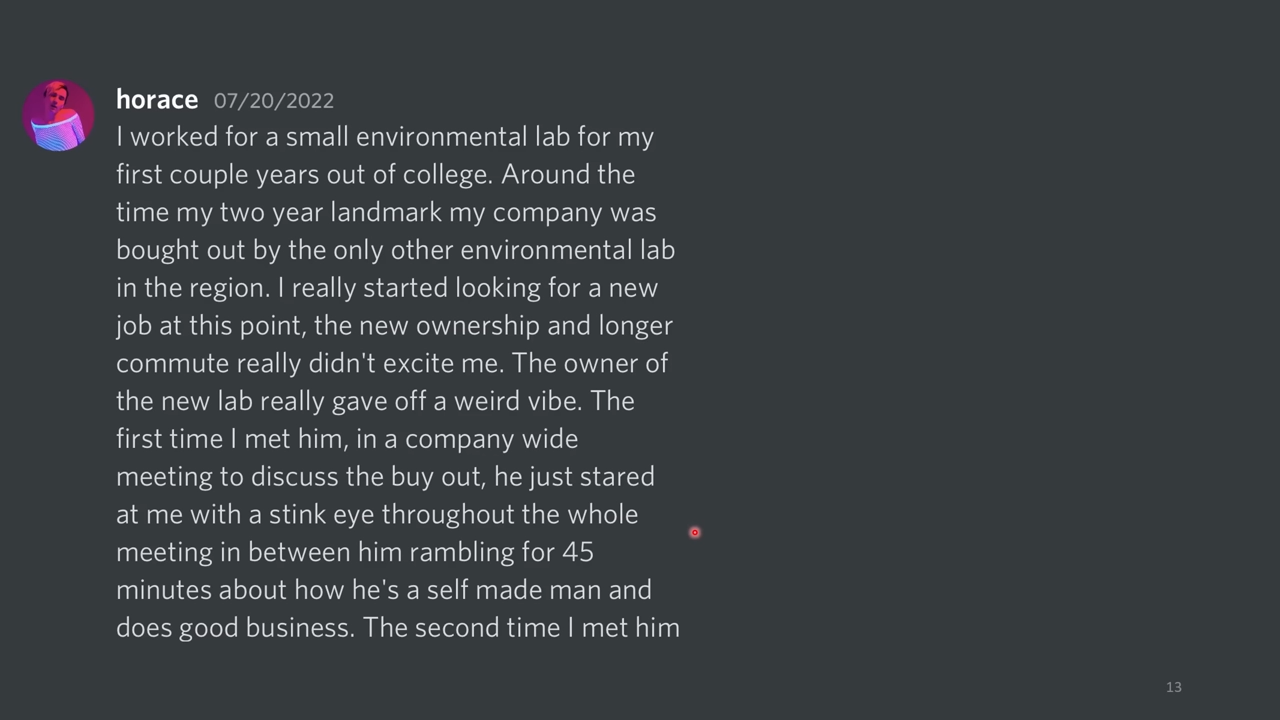 horace 07/20/2022
I worked for a small environmental lab for my
first couple years out of college. Around the
time my two year landmark my company was
bought out by the only other environmental lab
in the region. I really started looking for a new
job at this point, the new ownership and longer
commute really didn't excite me. The owner of
the new lab really gave off a weird vibe. The
first time I met him, in a company wide
meeting to discuss the buy out, he just stared
at me with a stink eye throughout the whole
meeting in between him rambling for 45
minutes about how he's a self made man and
does good business. The second time I met him
13